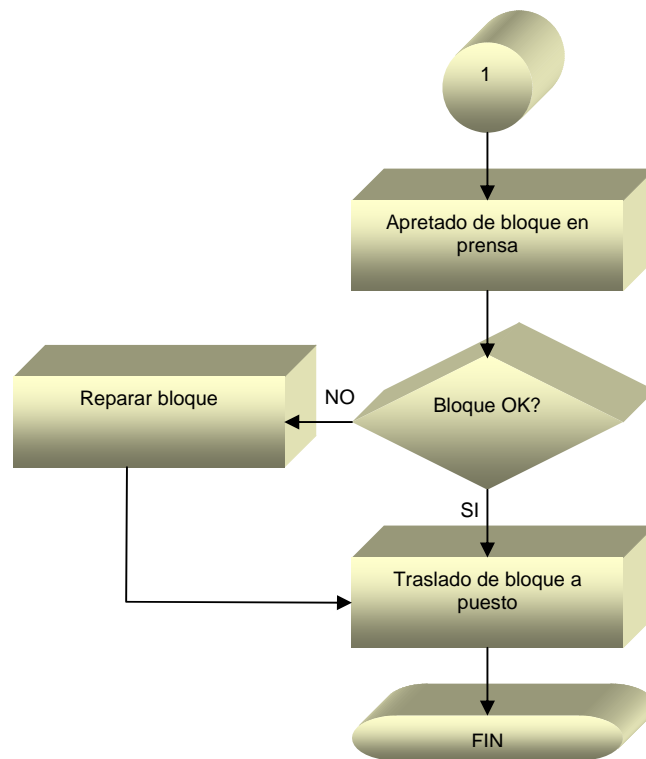 1
Apretado de bloque en
prensa
Reparar bloque
NO
Bloque OK?
SI
Traslado de bloque a
puesto
FIN